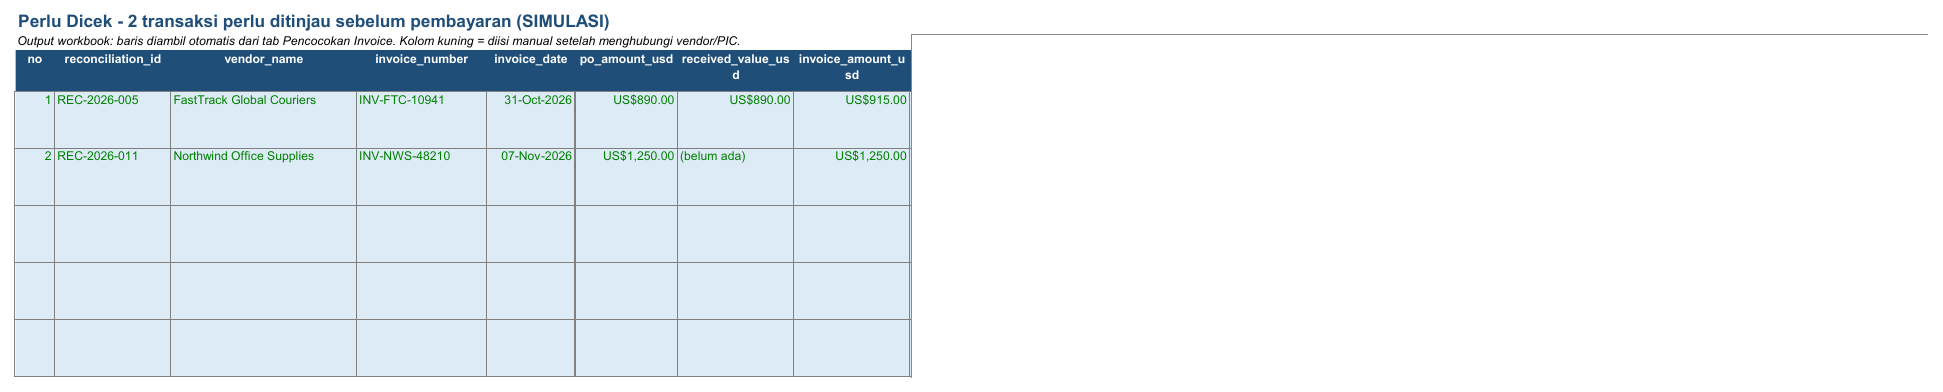 Perlu Dicek - 2 transaksi perlu ditinjau sebelum pembayaran (SIMULASI)
Output workbook: baris diambil otomatis dari tab Pencocokan Invoice. Kolom kuning = diisi manual setelah menghubungi vendor/PIC.
no reconciliation_id vendor_name invoice_number invoice_date po_amount_usd received_value_us invoice_amount_u
d sd
1 REC-2026-005 FastTrack Global Couriers INV-FTC-10941 31-Oct-2026 US$890.00 US$890.00 US$915.00
2 REC-2026-011 Northwind Office Supplies INV-NWS-48210 07-Nov-2026 US$1,250.00 (belum ada) US$1,250.00